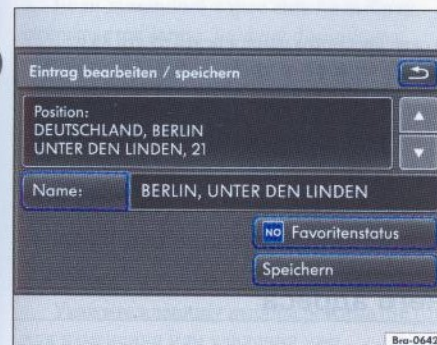 Eintrag bearbeiten / speichern
Position:
DEUTSCHLAND, BERLIN
UNTER DEN LINDEN, 21
Name: BERLIN, UNTER DEN LINDEN
NO Favoritenstatus
Speichern
Bra-0642